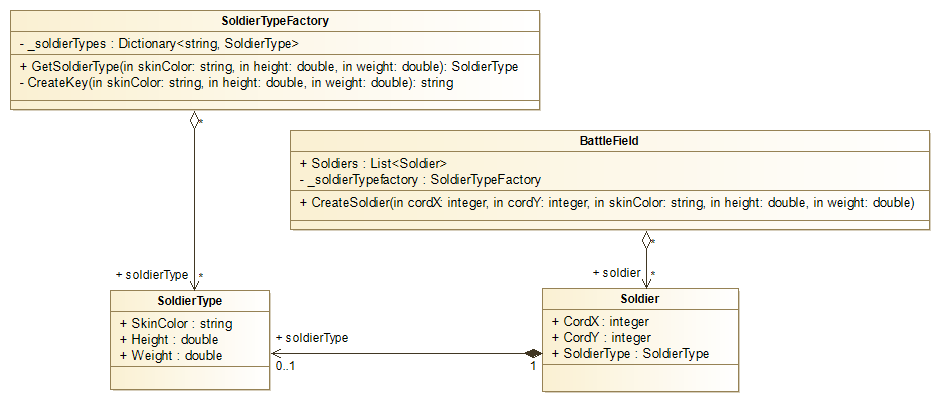 SoldierTypeFactory
- _soldierTypes : Dictionary<string, SoldierType>
+ GetSoldierType(in skinColor: string, in height: double, in weight: double): SoldierType
- CreateKey(in skinColor: string, in height: double, in weight: double): string
*
BattleField
+ Soldiers : List<Soldier>
- _soldierTypefactory : SoldierTypeFactory
+ CreateSoldier(in cordX: integer, in cordY: integer, in skinColor: string, in height: double, in weight: double)
*
+ soldierType
*
+ soldier
*
SoldierType
+ SkinColor : string
+ Height : double
+ Weight : double
+ soldierType
0..1
1
Soldier
+ CordX : integer
+ CordY : integer
+ SoldierType : SoldierType